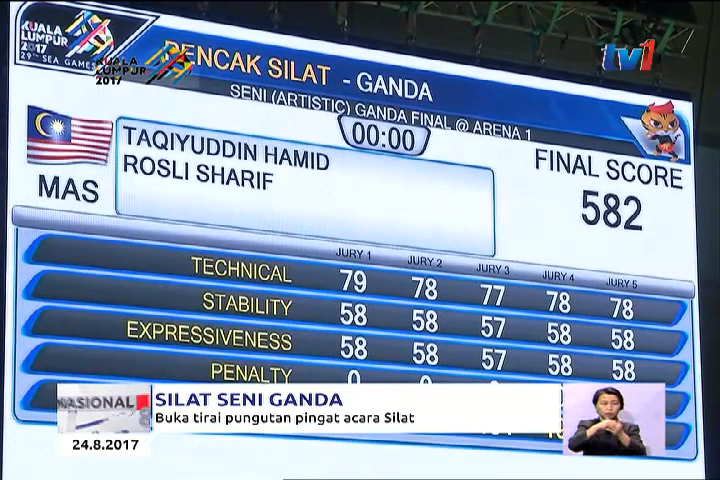 KUALA
LUMPUR
2017
29TH SEA GAMES
KUALA
LUMPUR
2017
PENCAK SILAT - GANDA
SENI (ARTISTIC) GANDA FINAL @ ARENA 1
tv1
00:00
MAS
TAQIYUDDIN HAMID
ROSLI SHARIF
FINAL SCORE
582
JURY 1 JURY 2 JURY 3 JURY 4 JURY 5
TECHNICAL 79 78 77 78 78
STABILITY 58 58 57 58 58
EXPRESSIVENESS 58 58 57 58 58
PENALTY 0 0
NASIONAL
24.8.2017
SILAT SENI GANDA
Buka tirai pungutan pingat acara Silat